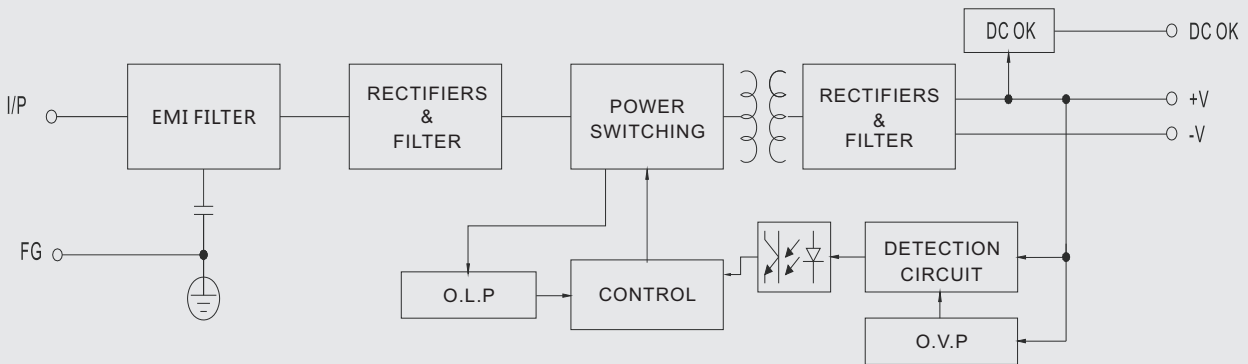 DC OK
DC OK
I/P
EMI FILTER
RECTIFIERS
&
FILTER
POWER
SWITCHING
RECTIFIERS
&
FILTER
+V
-V
FG
O.L.P
CONTROL
DETECTION
CIRCUIT
O.V.P